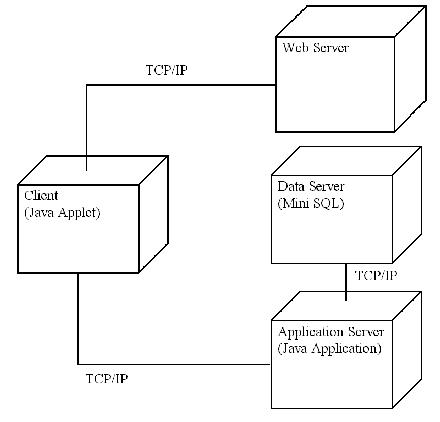 Web Server
TCP/IP
Client
(Java Applet)
Data Server
(Mini SQL)
TCP/IP
Application Server
(Java Application)
TCP/IP